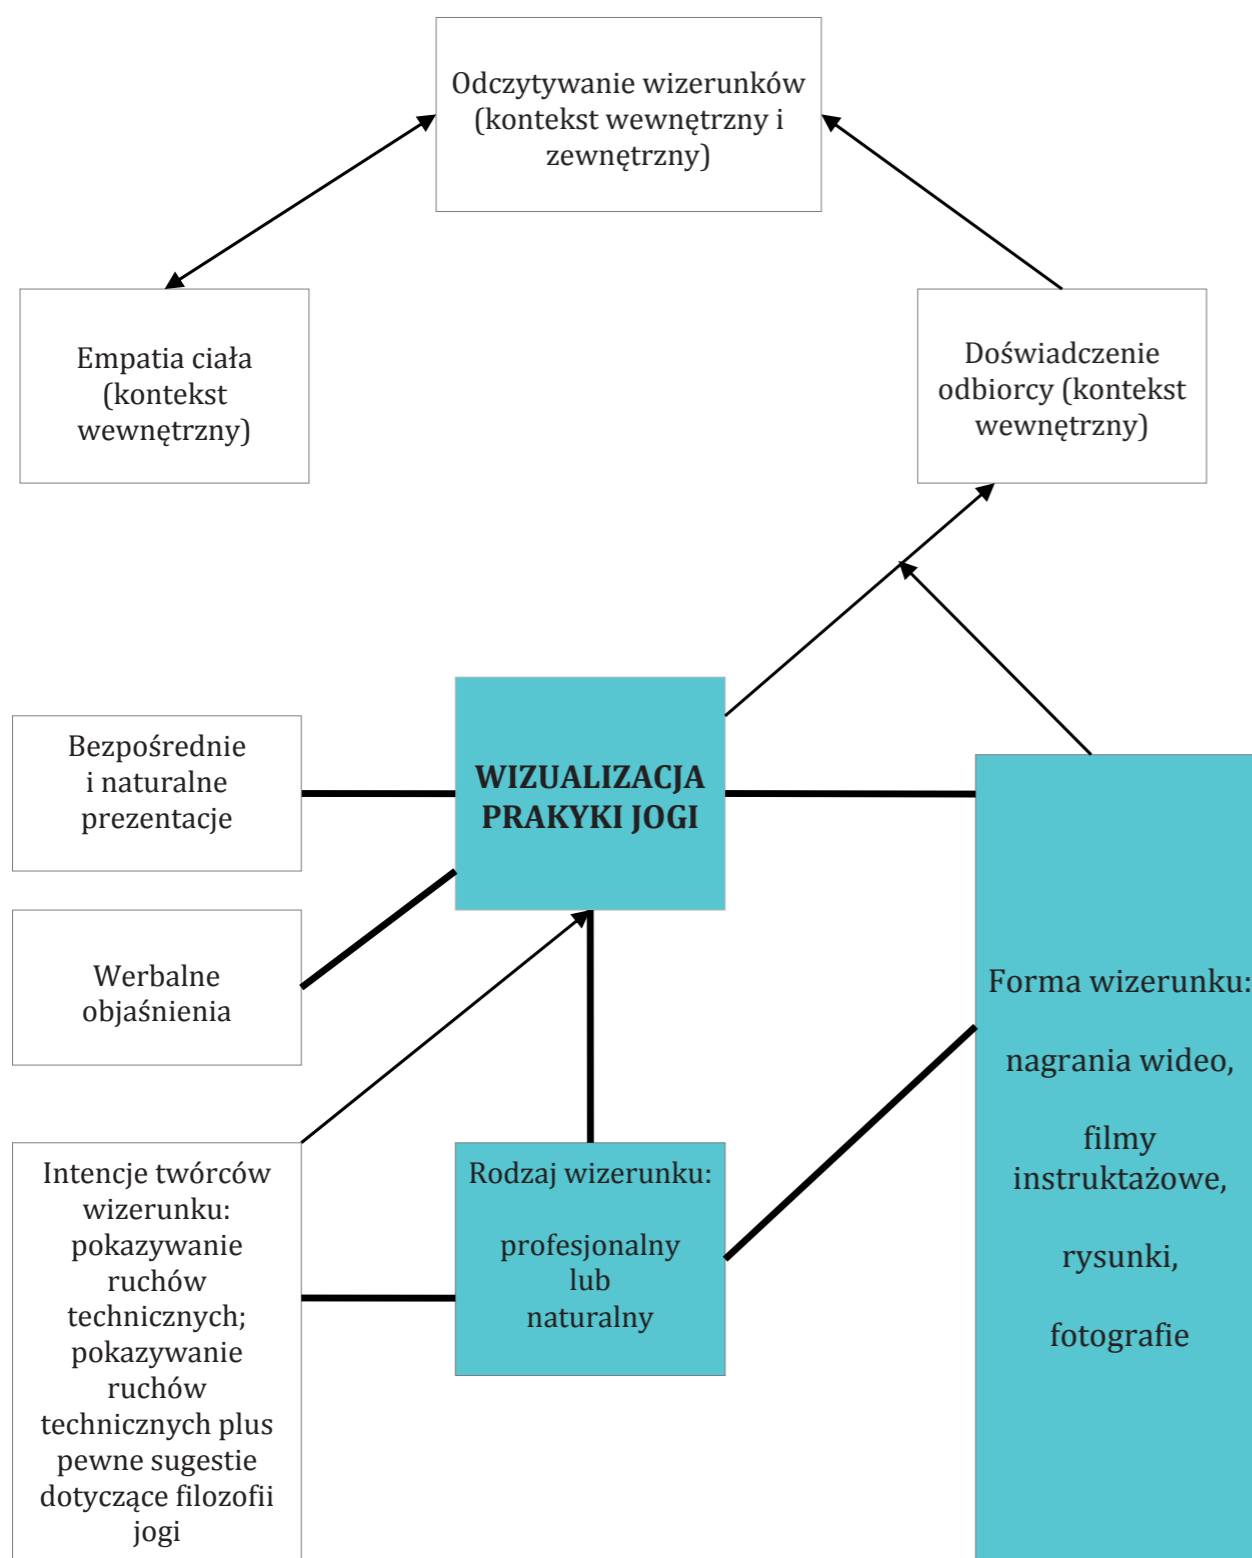 Odczytywanie wizerunków
(kontekst wewnętrzny i
zewnętrzny)
Empatia ciała
(kontekst
wewnętrzny)
Doświadczenie
odbiorcy (kontekst
wewnętrzny)
Bezpośrednie
i naturalne
prezentacje
WIZUALIZACJA
PRAKYKI JOGI
Werbalne
objaśnienia
Forma wizerunku:
nagrania wideo,
filmy
instruktażowe,
rysunki,
fotografie
Intencje twórców
wizerunku:
pokazywanie
ruchów
technicznych;
pokazywanie
ruchów
technicznych plus
pewne sugestie
dotyczące filozofii
jogi
Rodzaj wizerunku:
profesjonalny
lub
naturalny